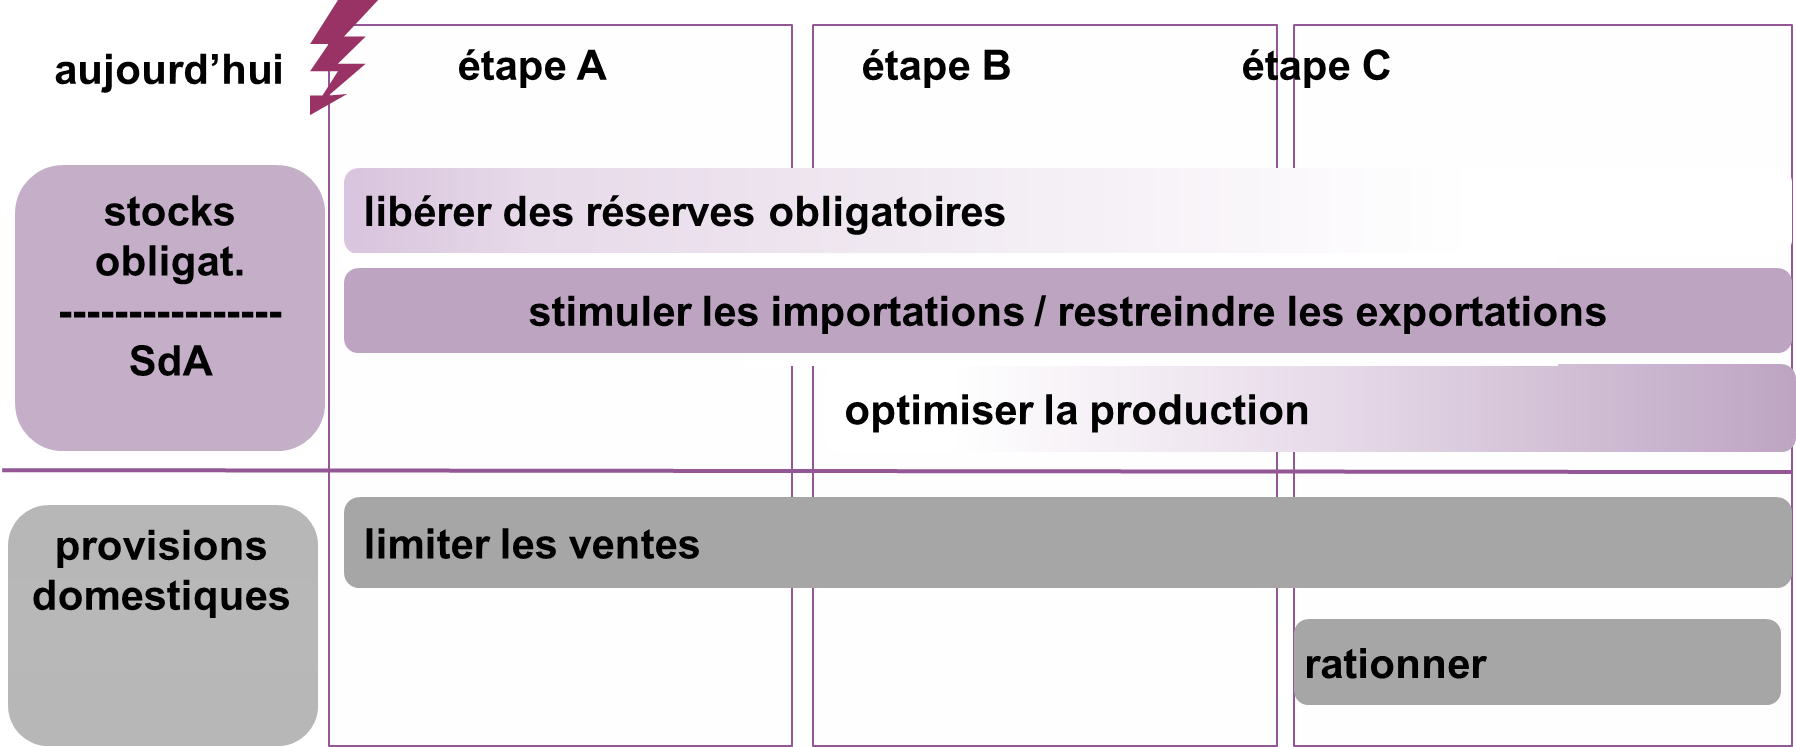 aujourd’hui
étape A
étape B
étape C
stocks
obligat.
----------------
SdA
libérer des réserves obligatoires
stimuler les importations / restreindre les exportations
optimiser la production
provisions
domestiques
limiter les ventes
rationner